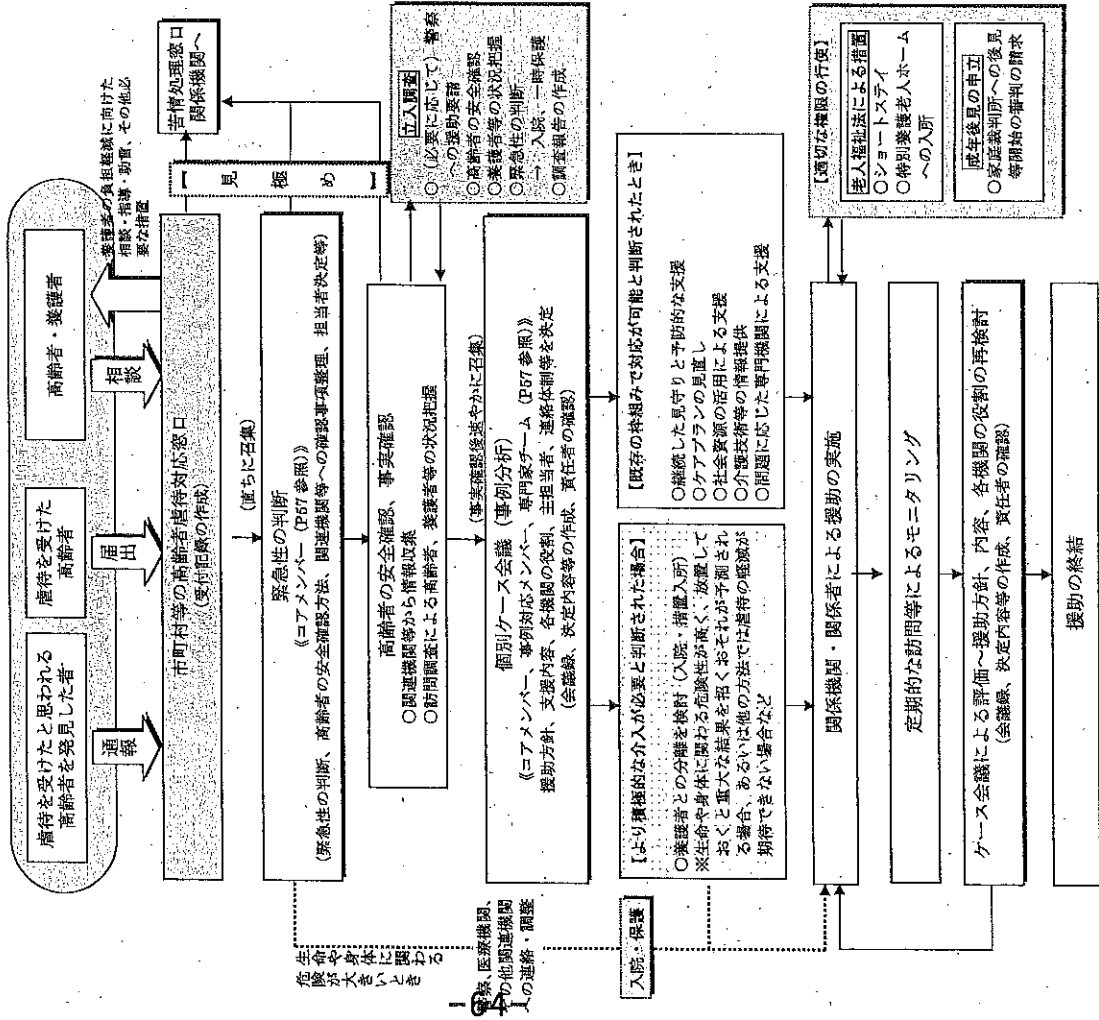 虐待を受けたと思われる
高齢者を発見した者
虐待を受けた
高齢者
高齢者・養護者
通報
届出
相談
養護者の負担軽減に向けた
相談・指導・助言、その他必
要な措置
市町村等の高齢者虐待対応窓口
(受付記録の作成)
苦情処理窓口
関係機関へ
【見極め】
(直ちに召集)
緊急性の判断
《コアメンバー (P57 参照)》
(緊急性の判断、高齢者の安全確認方法、関連機関等への確認事項整理、担当者決定等)
高齢者の安全確認、事実確認
○関連機関等から情報収集
○訪問調査による高齢者、養護者等の状況把握
立入調査
○(必要に応じて)警察
への援助要請
○高齢者の安全確認
○養護者等の状況把握
○緊急性の判断
→ 入院、一時保護
○調査報告の作成
(事実確認後速やかに召集)
個別ケース会議(事例分析)
《コアメンバー、事例対応メンバー、専門家チーム (P57 参照)》
援助方針、支援内容、各機関の役割、主担当者、連絡体制等を決定
(会議録、決定内容等の作成、責任者の確認)
生命や身体に関わる
危険が大きいとき
警察、医療機関、
その他関連機関
への連絡・調整
入院・保護
【より積極的な介入が必要と判断された場合】
○養護者との分離を検討(入院・措置入所)
※生命や身体に関わる危険性が高く、放置して
おくと重大な結果を招くおそれが予測され
る場合、あるいは他の方法では虐待の軽減が
期待できない場合など
【既存の枠組みで対応が可能と判断されたとき】
○継続した見守りと予防的な支援
○ケアプランの見直し
○社会資源の活用による支援
○介護技術等の情報提供
○問題に応じた専門機関による支援
【適切な権限の行使】
老人福祉法による措置
○ショートステイ
○特別養護老人ホーム
への入所
成年後見の申立
○家庭裁判所への後見
等開始の審判の請求
関係機関・関係者による援助の実施
定期的な訪問等によるモニタリング
ケース会議による評価～援助方針、内容、各機関の役割の再検討
(会議録、決定内容等の作成、責任者の確認)
援助の終結
-64-